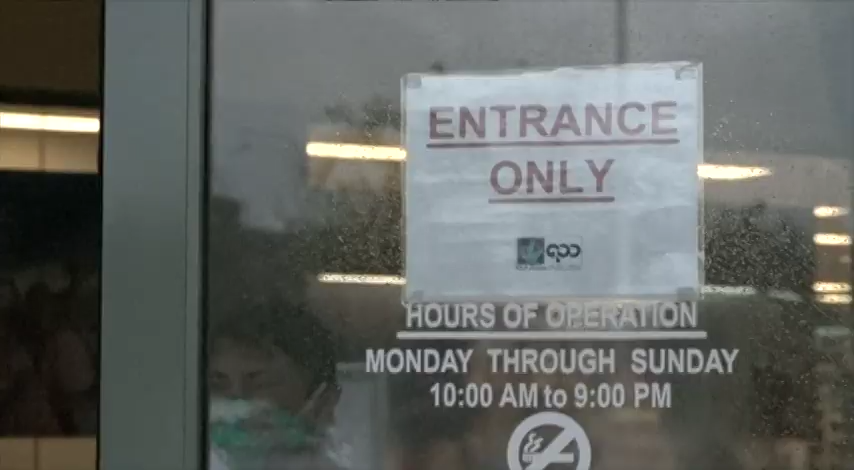 ENTRANCE
ONLY
HOURS OF OPERATION
MONDAY THROUGH SUNDAY
10:00 AM to 9:00 PM